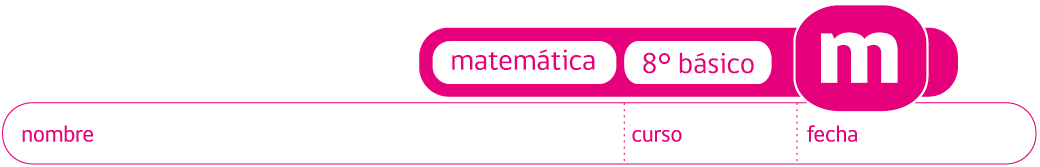 matemática 8° básico m
nombre curso fecha